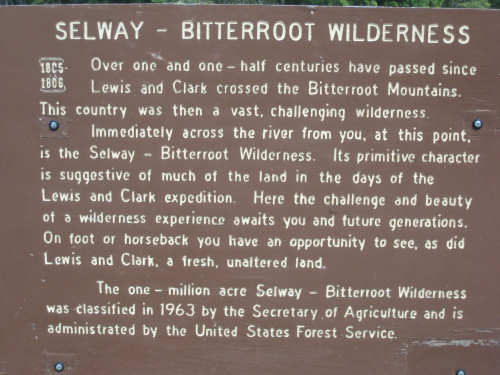 SELWAY – BITTERROOT WILDERNESS
1805-
1806
Over one and one – half centuries have passed since
Lewis and Clark crossed the Bitterroot Mountains.
This country was then a vast, challenging wilderness.
Immediately across the river from you, at this point,
is the Selway – Bitterroot Wilderness. Its primitive character
is suggestive of much of the land in the days of the
Lewis and Clark expedition. Here the challenge and beauty
of a wilderness experience awaits you and future generations.
On foot or horseback you have an opportunity to see, as did
Lewis and Clark, a fresh, unaltered land.
The one – million acre Selway – Bitterroot Wilderness
was classified in 1963 by the Secretary of Agriculture and is
administrated by the United States Forest Service.